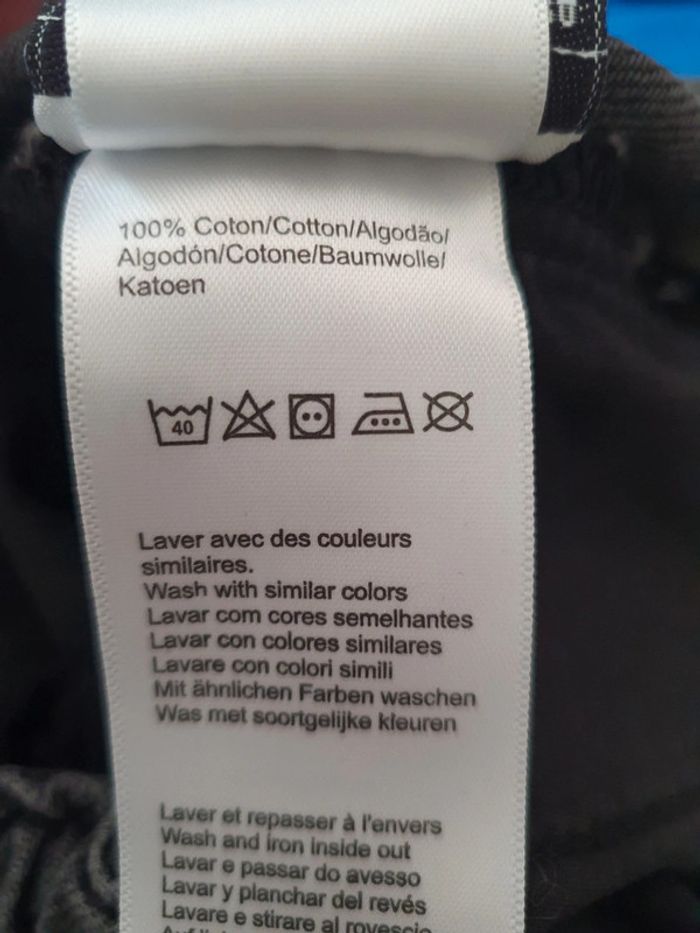 100% Coton/Cotton/Algodão/
Algodón/Cotone/Baumwolle/
Katoen
40
Laver avec des couleurs
similaires.
Wash with similar colors
Lavar com cores semelhantes
Lavar con colores similares
Lavare con colori simili
Mit ähnlichen Farben waschen
Was met soortgelijke kleuren
Laver et repasser à l'envers
Wash and iron inside out
Lavar e passar do avesso
Lavar y planchar del revés
Lavare e stirare al rovescio